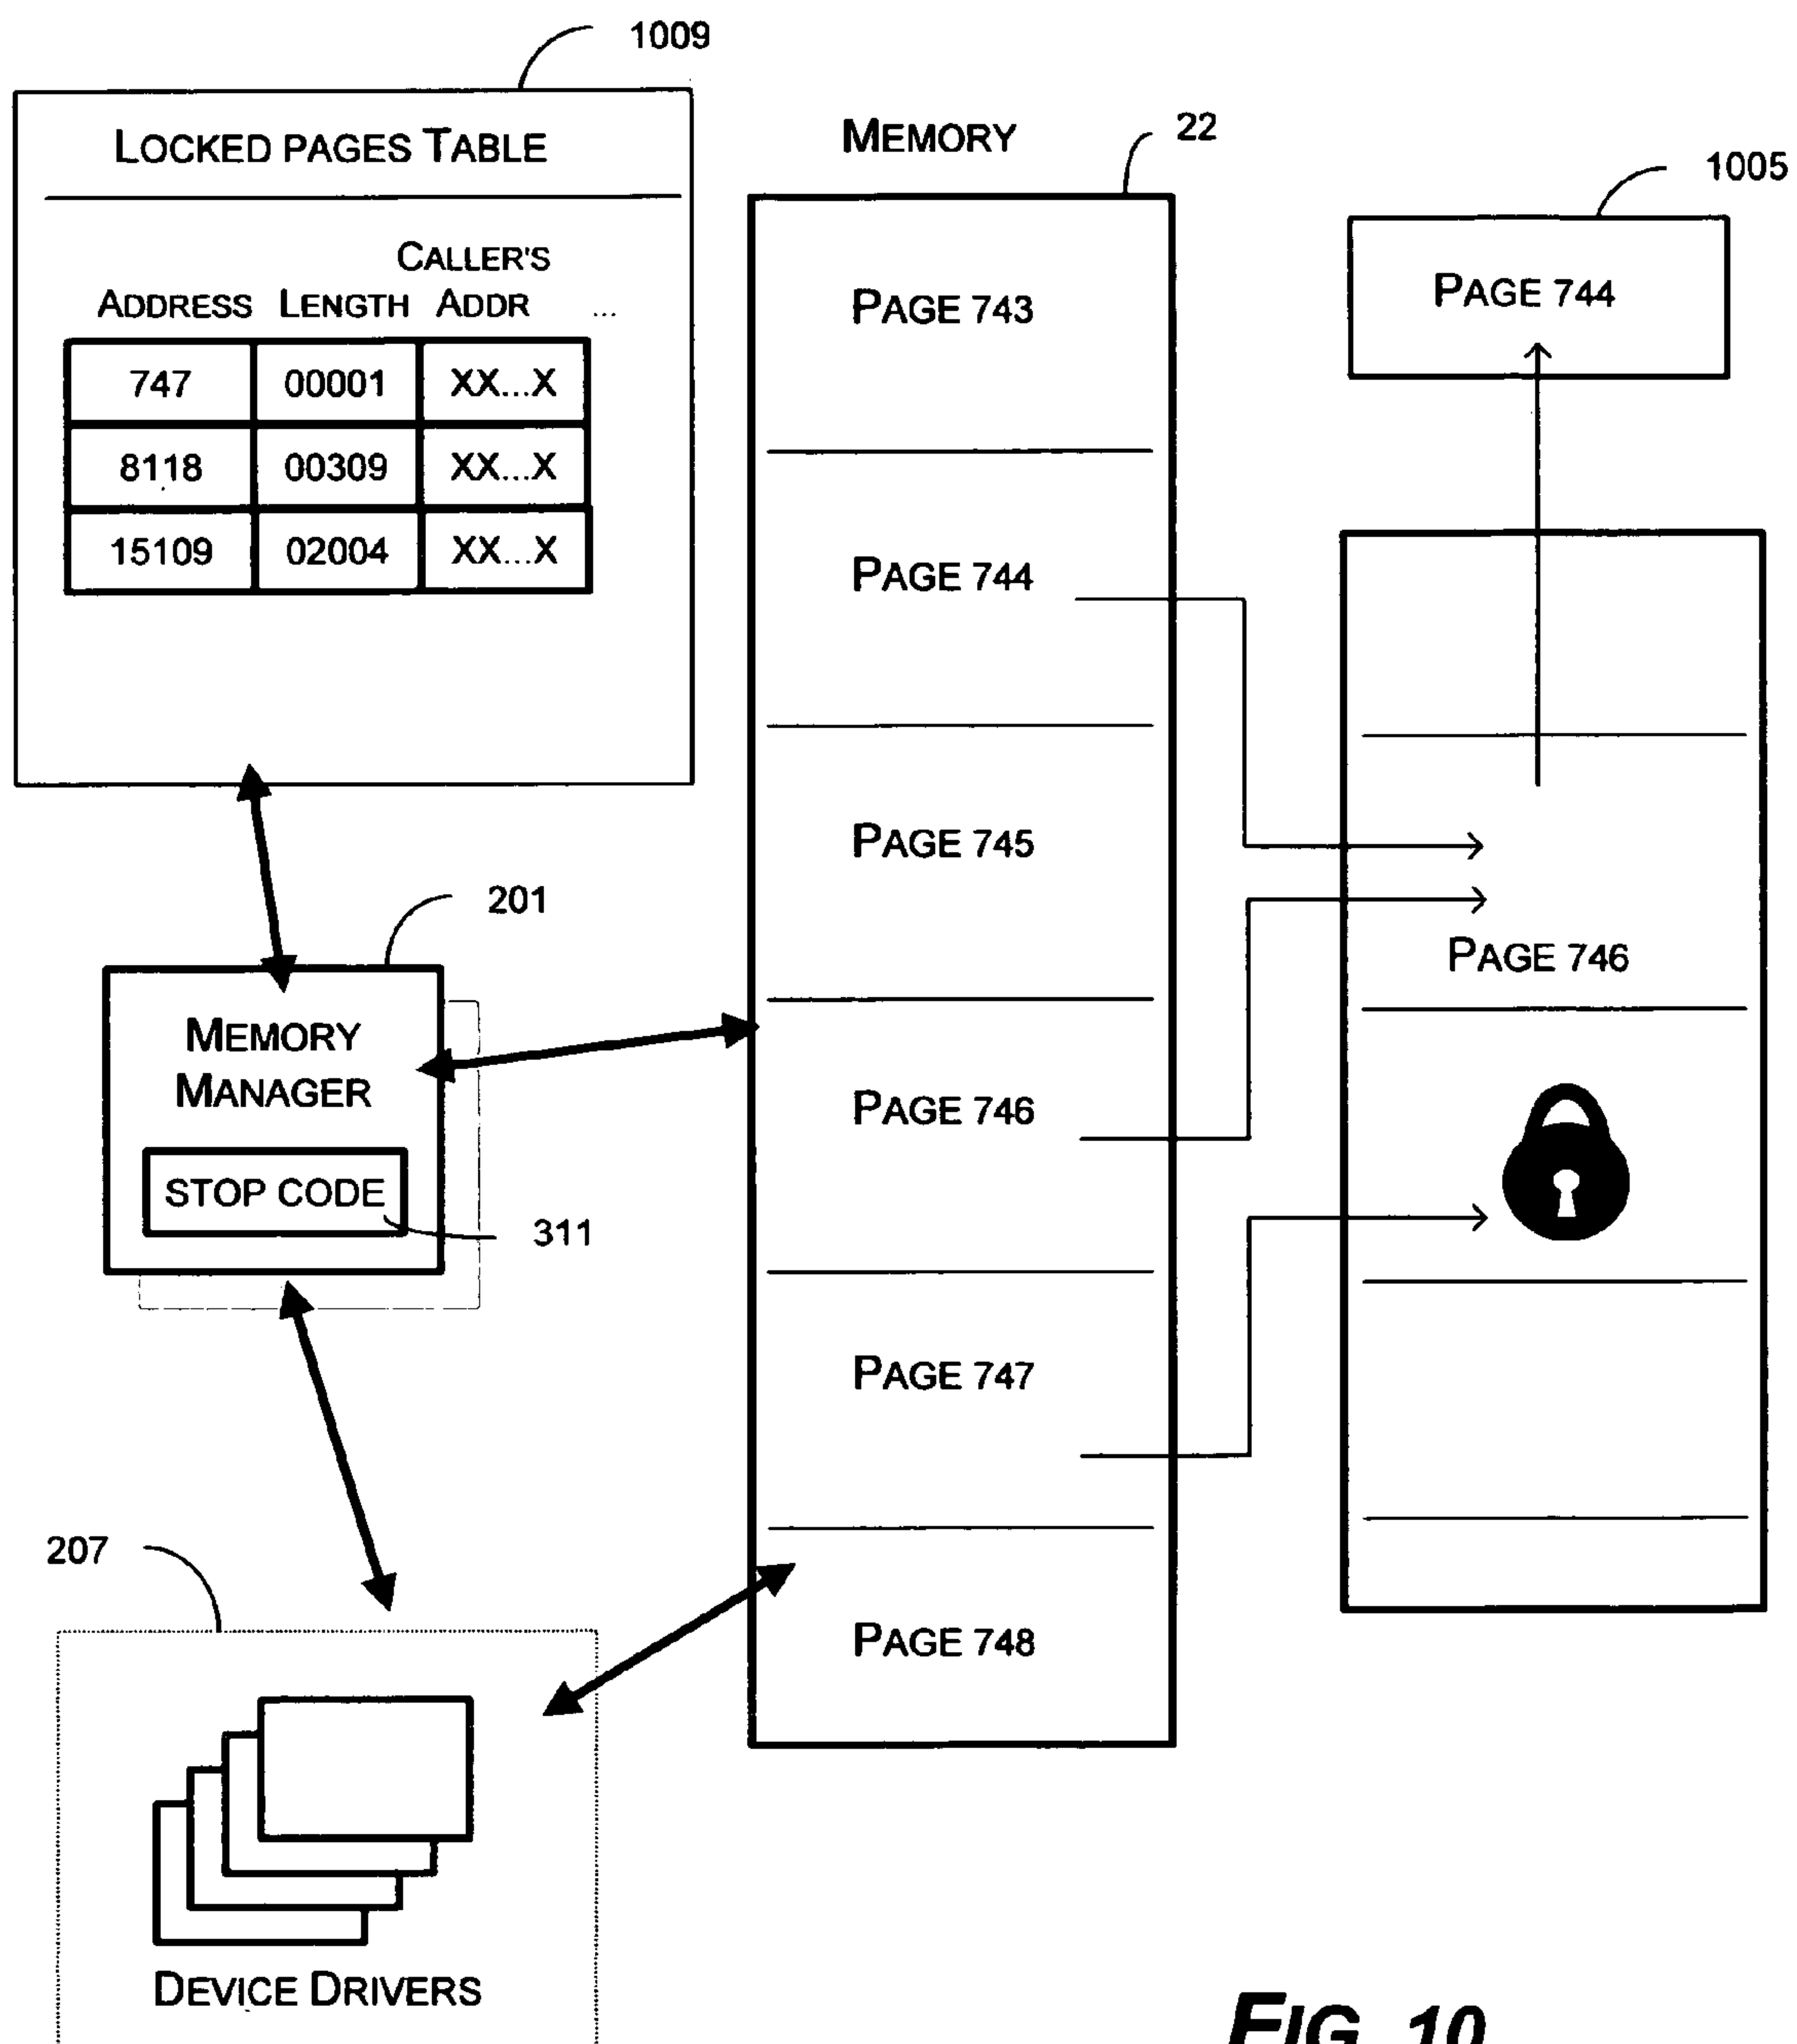 1009
LOCKED PAGES TABLE
CALLER'S
ADDRESS LENGTH ADDR ...
747 00001 XX...X
8118 00309 XX...X
15109 02004 XX...X
MEMORY
22
PAGE 743
PAGE 744
PAGE 745
PAGE 746
PAGE 747
PAGE 748
1005
PAGE 744
PAGE 746
201
MEMORY
MANAGER
STOP CODE
311
207
DEVICE DRIVERS
FIG. 10